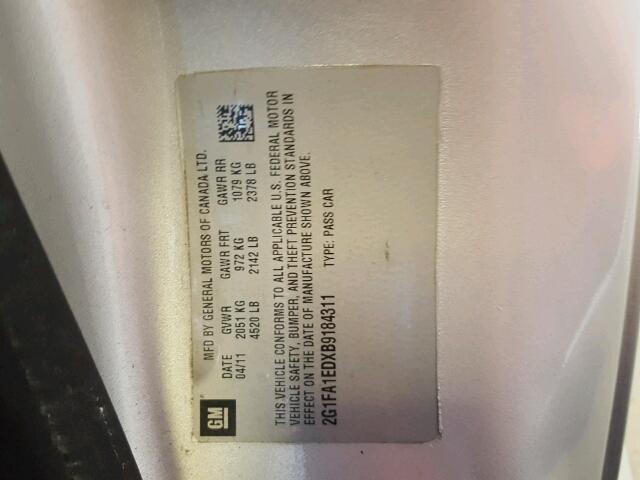 GM
MFD BY GENERAL MOTORS OF CANADA LTD.
DATE GVWR GAWR FRT GAWR RR
04/11 2051 KG 972 KG 1079 KG
4520 LB 2142 LB 2378 LB
THIS VEHICLE CONFORMS TO ALL APPLICABLE U.S. FEDERAL MOTOR
VEHICLE SAFETY, BUMPER, AND THEFT PREVENTION STANDARDS IN
EFFECT ON THE DATE OF MANUFACTURE SHOWN ABOVE.
2G1FA1EDXB9184311 TYPE: PASS CAR